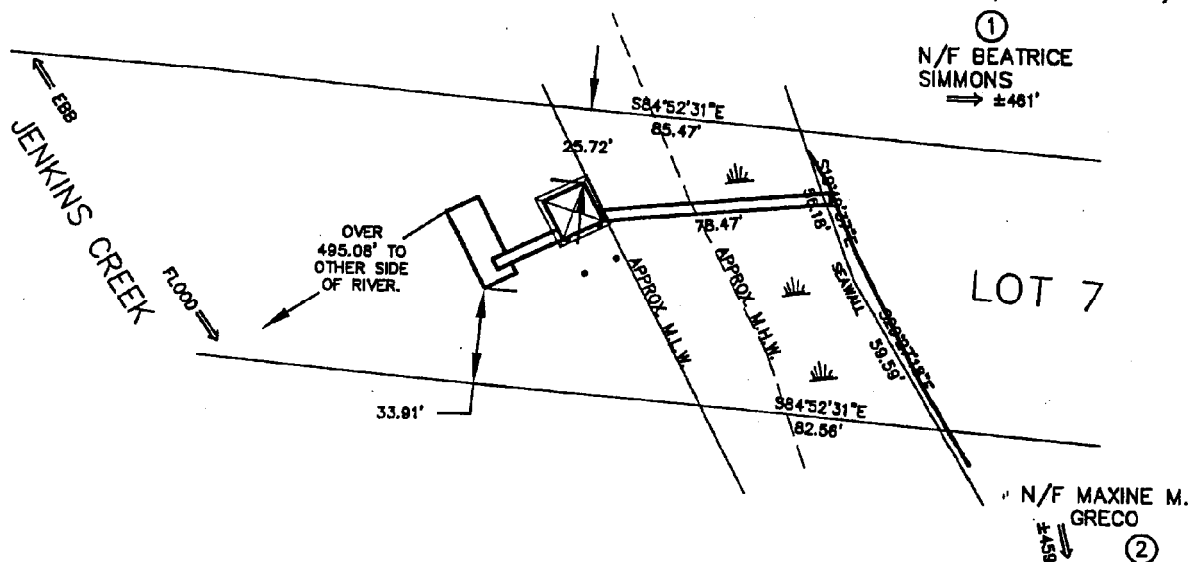 ①
N/F BEATRICE
SIMMONS
±461'
EBB
JENKINS CREEK
FLOOD
S84°52'31"E
85.47'
25.72'
OVER
495.08' TO
OTHER SIDE
OF RIVER.
78.47'
56.18'
APPROX. M.L.W.
APPROX. M.H.W.
SEAWALL
LOT 7
59.59'
33.91'
S84°52'31"E
82.56'
N/F MAXINE M.
GRECO
±459
②